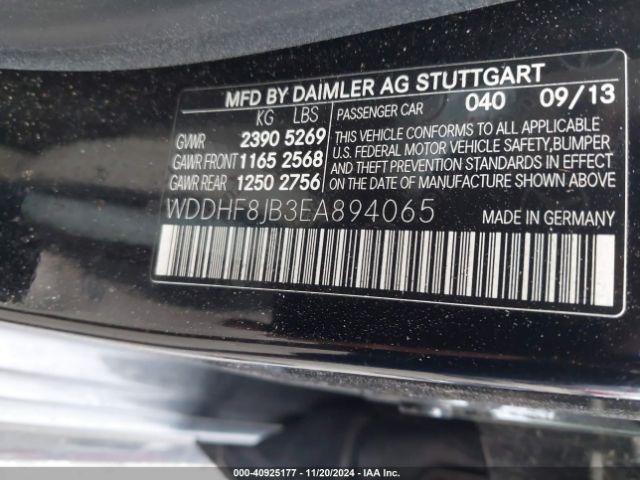 MFD BY DAIMLER AG STUTTGART
KG LBS PASSENGER CAR 040 09/13
GVWR 2390 5269
GAWR FRONT 1165 2568
GAWR REAR 1250 2756
THIS VEHICLE CONFORMS TO ALL APPLICABLE
U.S. FEDERAL MOTOR VEHICLE SAFETY,BUMPER
AND THEFT PREVENTION STANDARDS IN EFFECT
ON THE DATE OF MANUFACTURE SHOWN ABOVE
WDDHF8JB3EA894065 MADE IN GERMANY
000-40925177 - 11/20/2024 - IAA Inc.